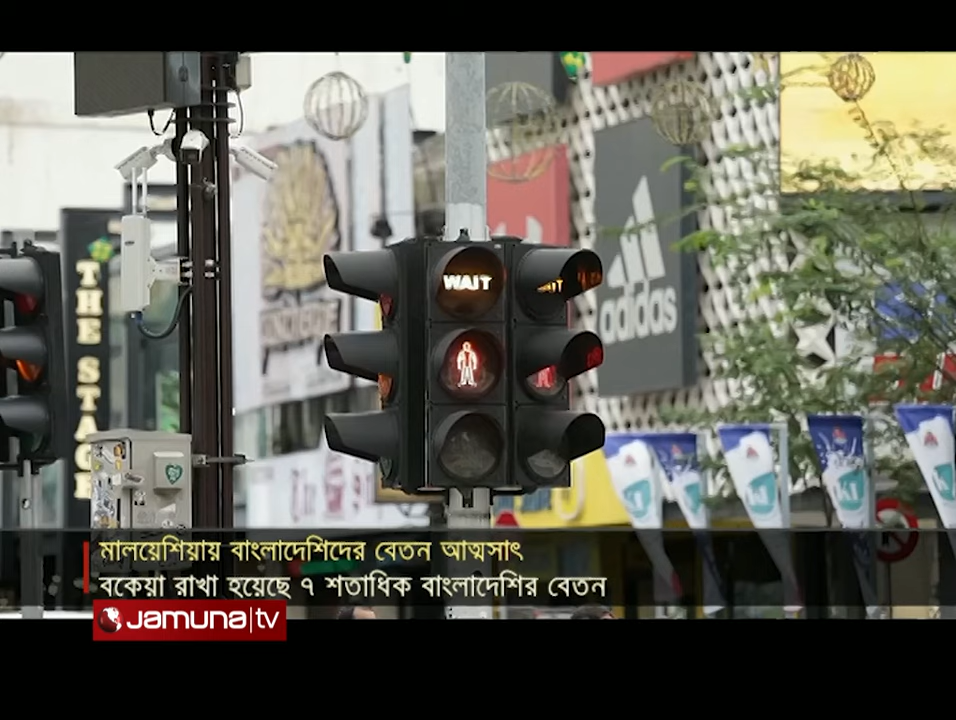 THE STAGE
WAIT
adidas
মালয়েশিয়ায় বাংলাদেশিদের বেতন আত্মসাৎ
বকেয়া রাখা হয়েছে ৭ শতাধিক বাংলাদেশির বেতন
Jamuna|tv